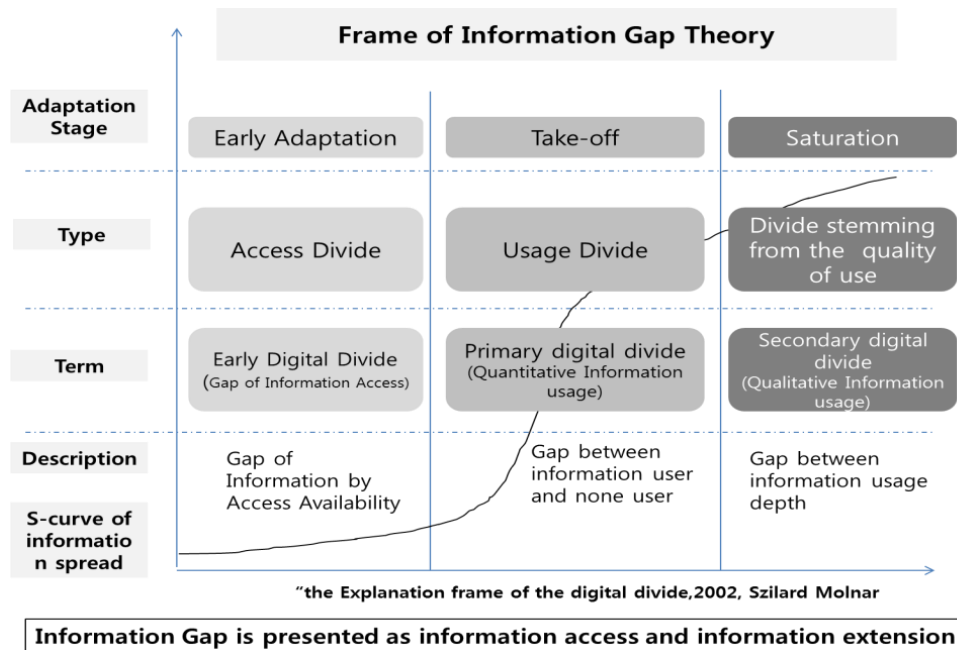 Frame of Information Gap Theory
Adaptation
Stage
Early Adaptation
Take-off
Saturation
Type
Access Divide
Usage Divide
Divide stemming
from the quality
of use
Term
Early Digital Divide
(Gap of Information Access)
Primary digital divide
(Quantitative Information
usage)
Secondary digital
divide
(Qualitative Information
usage)
Description
Gap of
Information by
Access Availability
Gap between
information user
and none user
Gap between
information usage
depth
S-curve of
informatio
n spread
“the Explanation frame of the digital divide,2002, Szilard Molnar
Information Gap is presented as information access and information extension